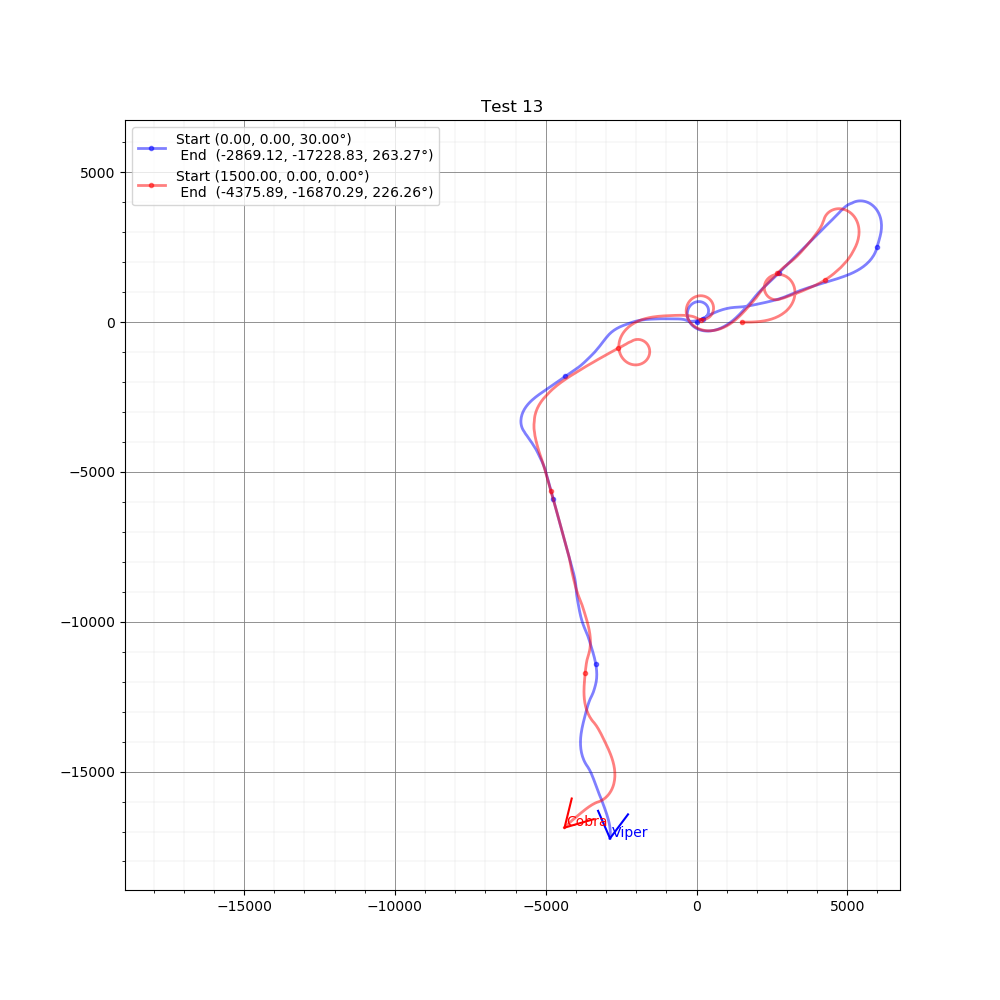 Test 13
Start (0.00, 0.00, 30.00°)
End (-2869.12, -17228.83, 263.27°)
Start (1500.00, 0.00, 0.00°)
End (-4375.89, -16870.29, 226.26°)
5000
0
−5000
−10000
−15000
Cobra
Viper
−15000
−10000
−5000
0
5000